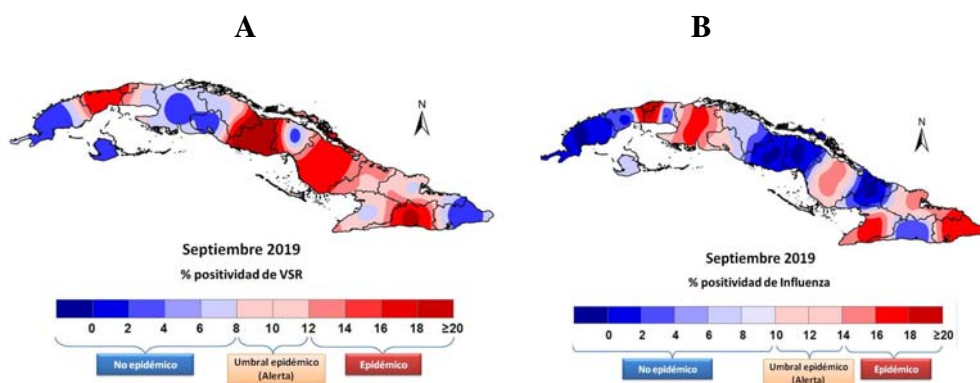 A
B
N
N
Septiembre 2019
% positividad de VSR
0 2 4 6 8 10 12 14 16 18 ≥20
No epidémico
Umbral epidémico
(Alerta)
Epidémico
Septiembre 2019
% positividad de Influenza
0 2 4 6 8 10 12 14 16 18 ≥20
No epidémico
Umbral epidémico
(Alerta)
Epidémico